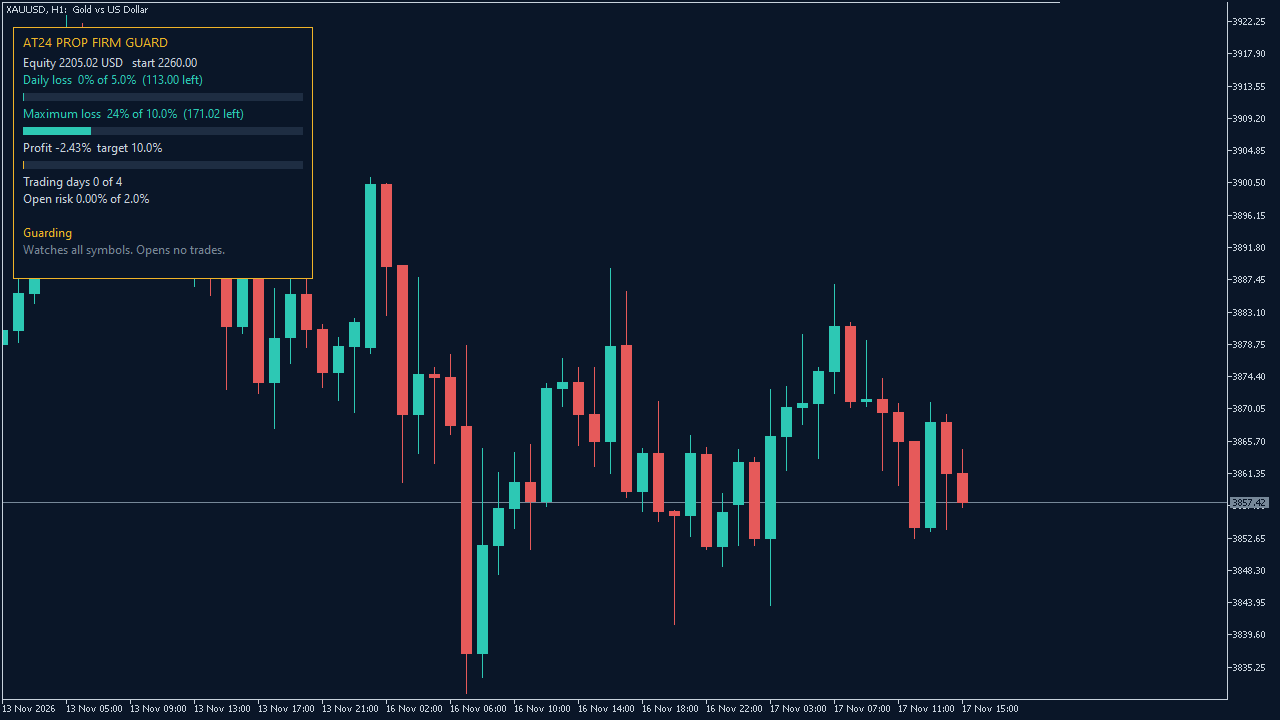 XAUUSD, H1: Gold vs US Dollar
AT24 PROP FIRM GUARD
Equity 2205.02 USD start 2260.00
Daily loss 0% of 5.0% (113.00 left)
Maximum loss 24% of 10.0% (171.02 left)
Profit -2.43% target 10.0%
Trading days 0 of 4
Open risk 0.00% of 2.0%
Guarding
Watches all symbols. Opens no trades.
3922.25
3917.90
3913.55
3909.20
3904.85
3900.50
3896.15
3891.80
3887.45
3883.10
3878.75
3874.40
3870.05
3865.70
3861.35
3857.42
3852.65
3848.30
3843.95
3839.60
3835.25
13 Nov 2026 13 Nov 05:00 13 Nov 09:00 13 Nov 13:00 13 Nov 17:00 13 Nov 21:00 16 Nov 02:00 16 Nov 06:00 16 Nov 10:00 16 Nov 14:00 16 Nov 18:00 16 Nov 22:00 17 Nov 03:00 17 Nov 07:00 17 Nov 11:00 17 Nov 15:00